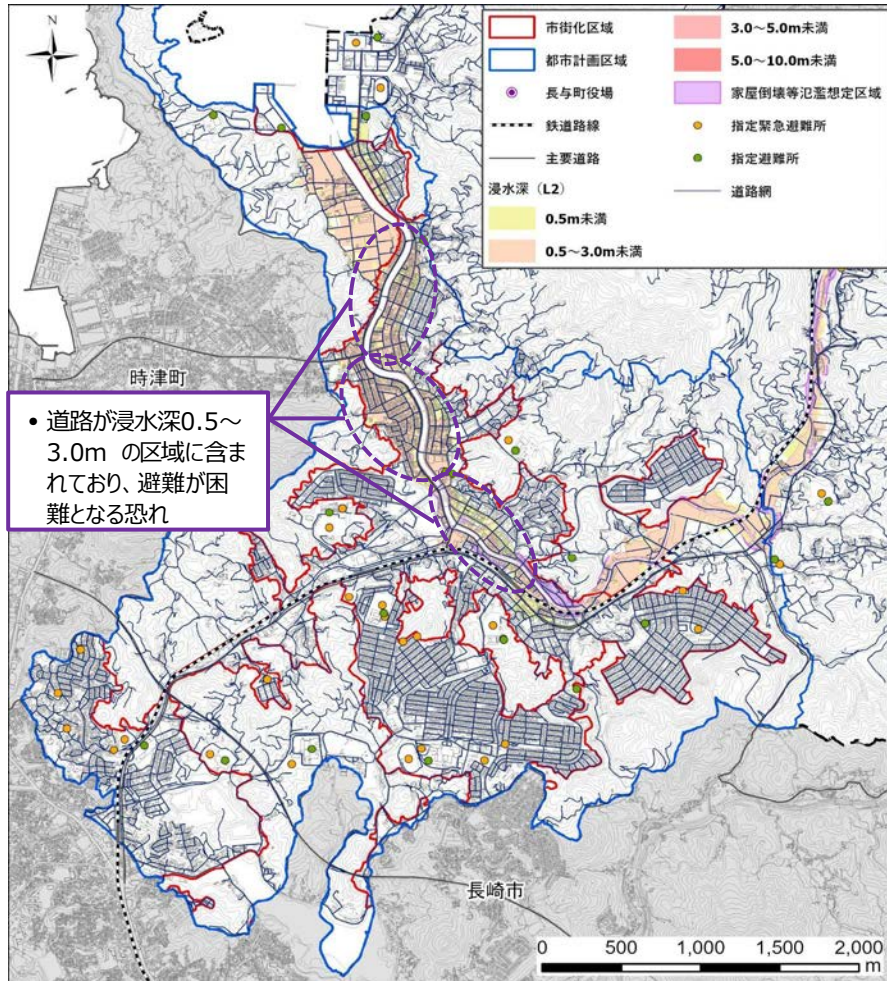 N
市街化区域
都市計画区域
長与町役場
鉄道路線
主要道路
浸水深（L2）
0.5m未満
0.5～3.0m未満
3.0～5.0m未満
5.0～10.0m未満
家屋倒壊等氾濫想定区域
指定緊急避難所
指定避難所
道路網
時津町
• 道路が浸水深0.5～
3.0m の区域に含ま
れており、避難が困
難となる恐れ
長崎市
0 500 1,000 1,500 2,000
m